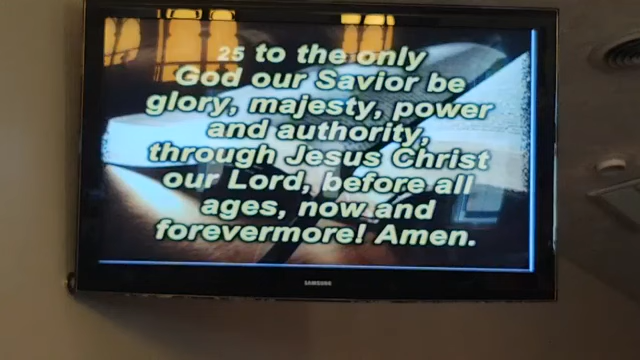 25 to the only
God our Savior be
glory, majesty, power
and authority,
through Jesus Christ
our Lord, before all
ages, now and
forevermore! Amen.
SAMSUNG